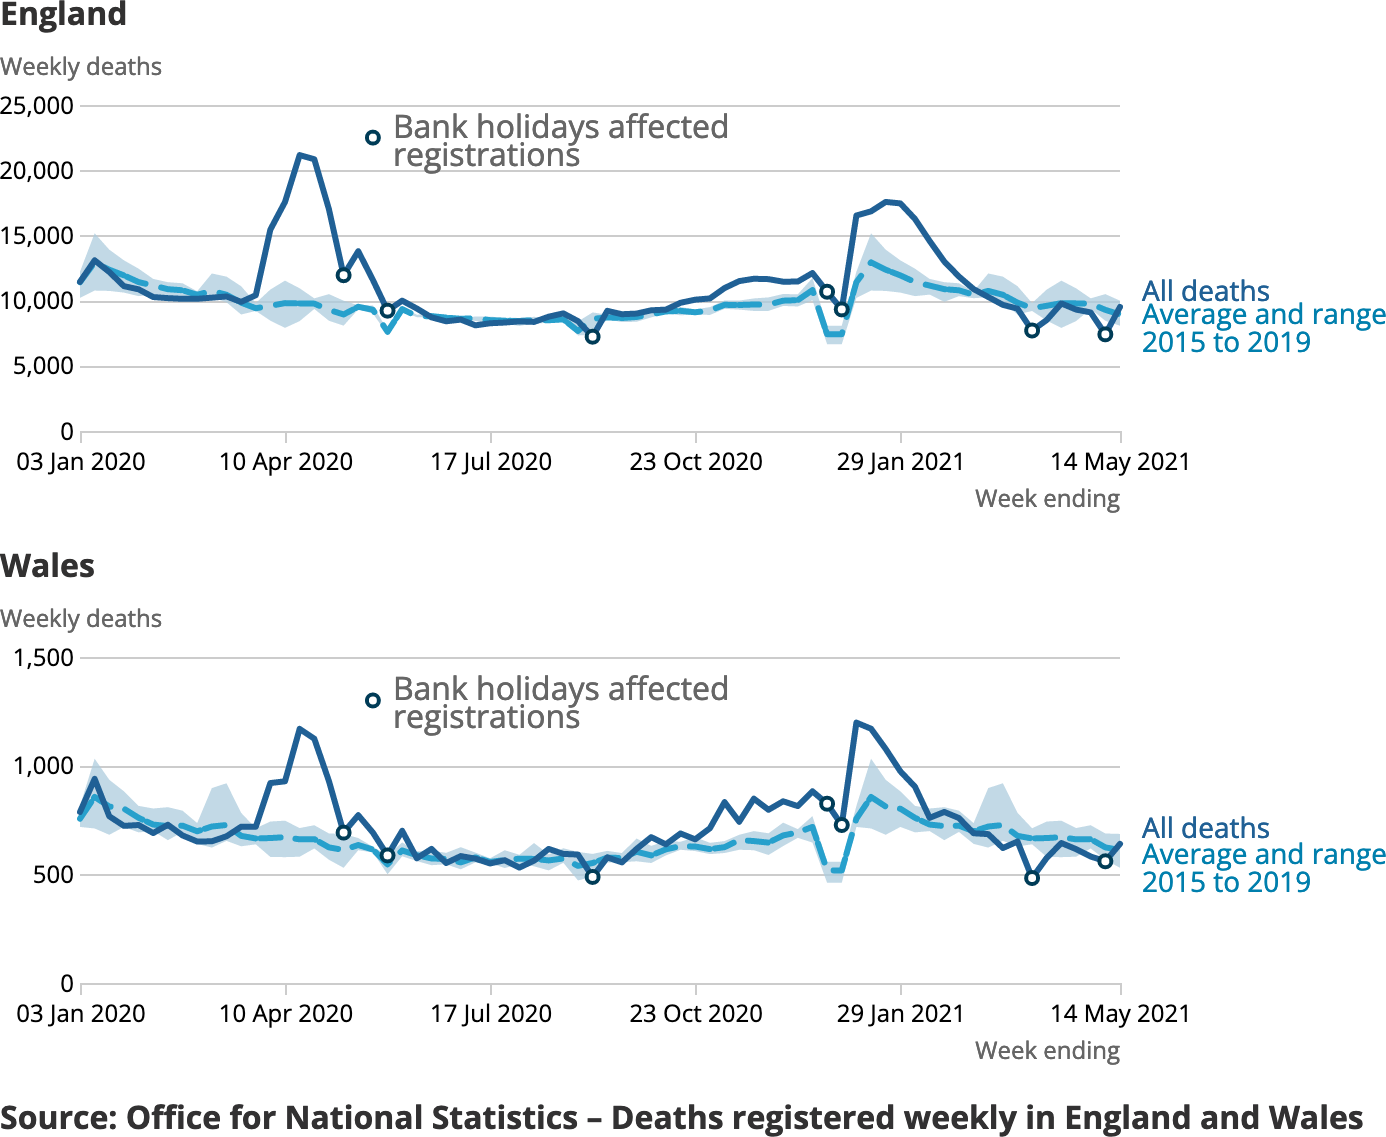 England
Weekly deaths
25,000
Bank holidays affected
registrations
20,000
15,000
10,000
All deaths
Average and range
2015 to 2019
5,000
0
03 Jan 2020 10 Apr 2020 17 Jul 2020 23 Oct 2020 29 Jan 2021 14 May 2021
Week ending
Wales
Weekly deaths
1,500
Bank holidays affected
registrations
1,000
All deaths
Average and range
2015 to 2019
500
0
03 Jan 2020 10 Apr 2020 17 Jul 2020 23 Oct 2020 29 Jan 2021 14 May 2021
Week ending
Source: Office for National Statistics – Deaths registered weekly in England and Wales